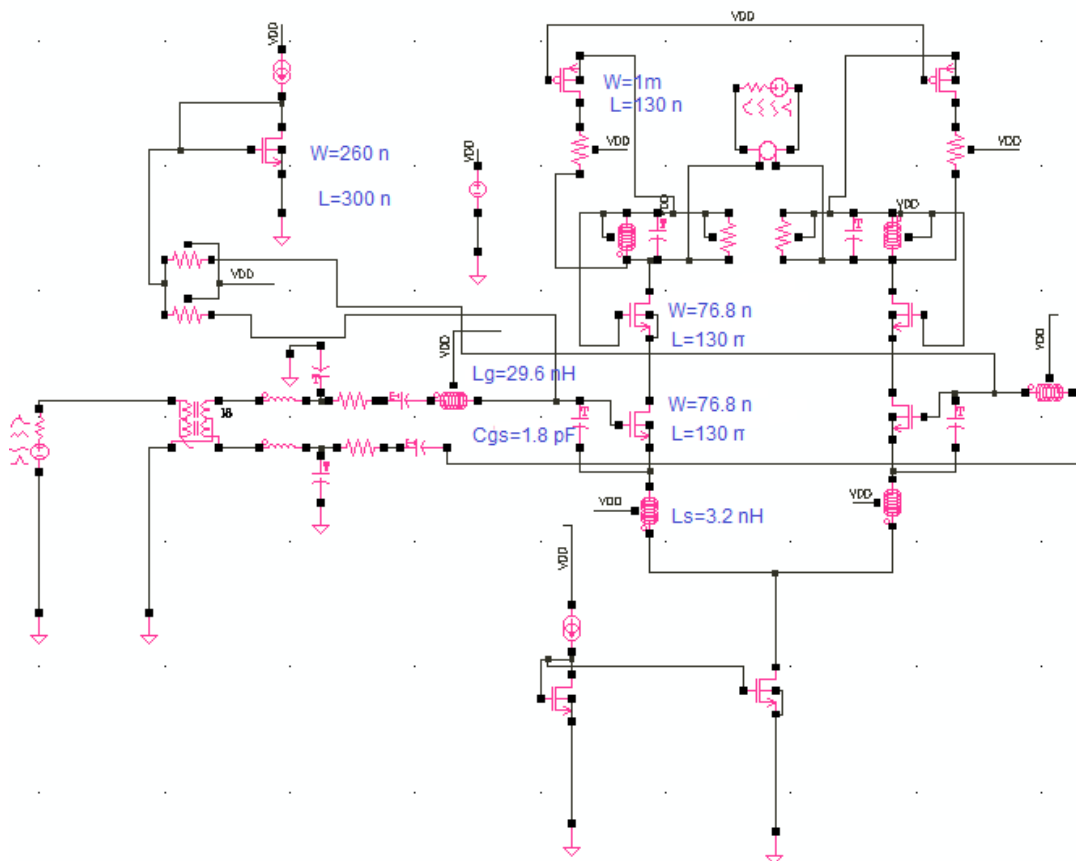 VDD
VDD
W=1m
L=130 n
VDD
VDD
W=260 n
L=300 n
VDD
VDD
VDD
VDD
W=76.8 n
L=130 n
VDD
VDD
Lg=29.6 nH
W=76.8 n
L=130 n
Cgs=1.8 pF
VDD
VDD
Ls=3.2 nH
VDD